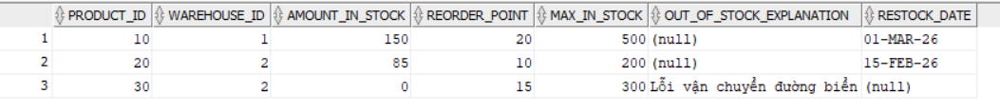 PRODUCT_ID WAREHOUSE_ID AMOUNT_IN_STOCK REORDER_POINT MAX_IN_STOCK OUT_OF_STOCK_EXPLANATION RESTOCK_DATE
1 10 1 150 20 500 (null) 01-MAR-26
2 20 2 85 10 200 (null) 15-FEB-26
3 30 2 0 15 300 Lỗi vận chuyển đường biển (null)